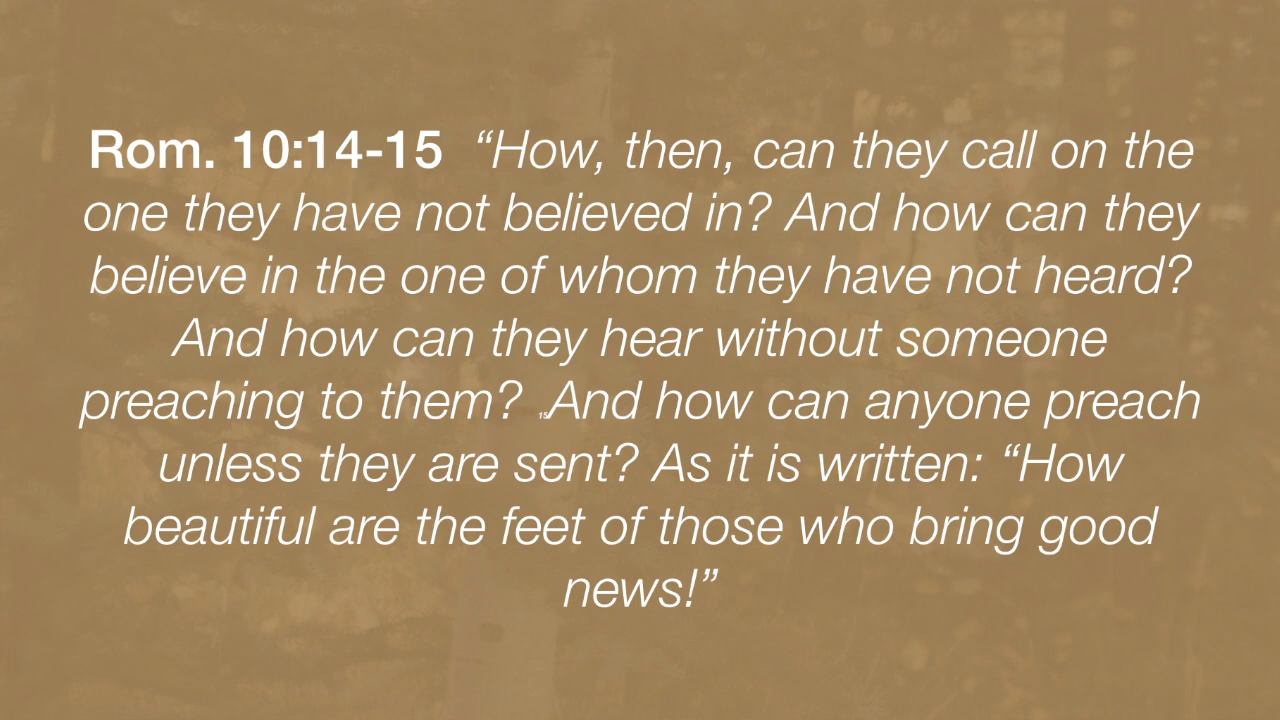 Rom. 10:14-15 “How, then, can they call on the
one they have not believed in? And how can they
believe in the one of whom they have not heard?
And how can they hear without someone
preaching to them? 15And how can anyone preach
unless they are sent? As it is written: “How
beautiful are the feet of those who bring good
news!”